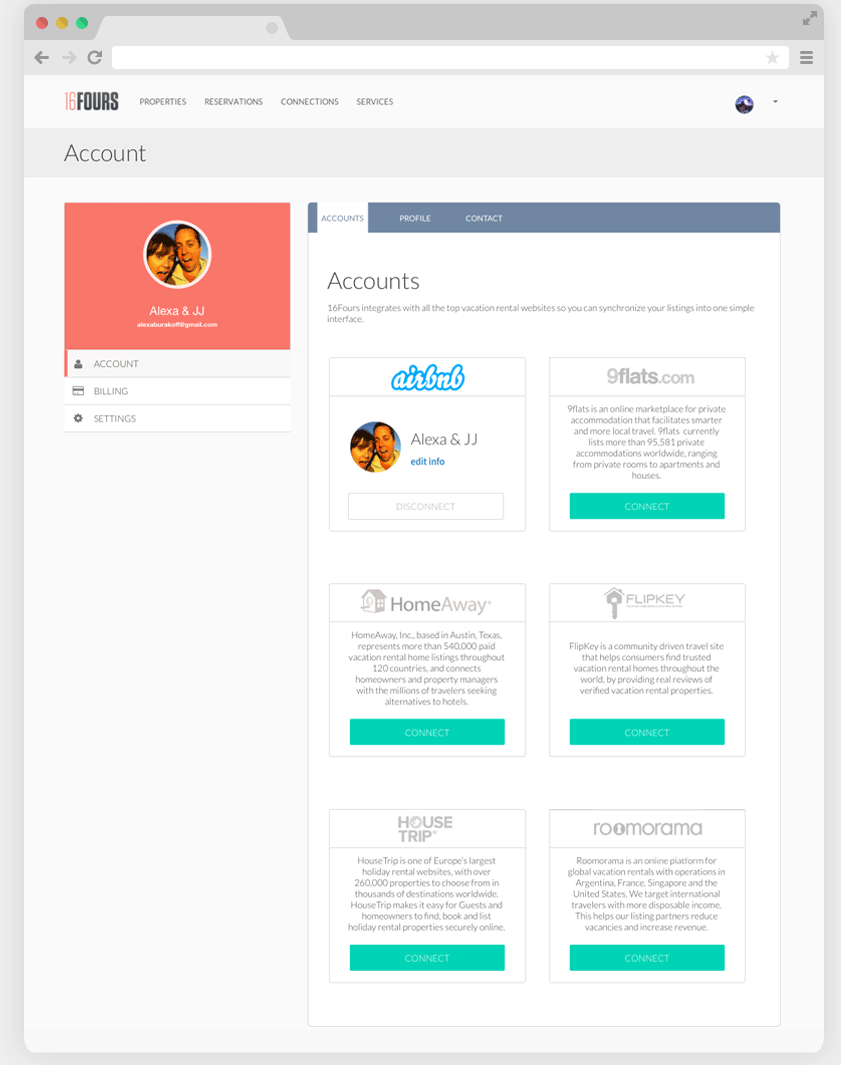 16FOURS PROPERTIES RESERVATIONS CONNECTIONS SERVICES
Account
Alexa & JJ
alexaburakoff@gmail.com
ACCOUNT
BILLING
SETTINGS
ACCOUNTS PROFILE CONTACT
Accounts
16Fours integrates with all the top vacation rental websites so you can synchronize your listings into one simple
interface.
airbnb
Alexa & JJ
edit info
DISCONNECT
9flats.com
9flats is an online marketplace for private
accommodation that facilitates smarter
and more local travel. 9flats currently
lists more than 95,581 private
accommodations worldwide, ranging
from private rooms to apartments and
houses.
CONNECT
HomeAway®
HomeAway, Inc., based in Austin, Texas,
represents more than 540,000 paid
vacation rental home listings throughout
120 countries, and connects
homeowners and property managers
with the millions of travelers seeking
alternatives to hotels.
CONNECT
FLIPKEY
FlipKey is a community driven travel site
that helps consumers find trusted
vacation rental homes throughout the
world, by providing real reviews of
verified vacation rental properties.
CONNECT
HOUSE
TRIP®
HouseTrip is one of Europe's largest
holiday rental websites, with over
260,000 properties to choose from in
thousands of destinations worldwide.
HouseTrip makes it easy for Guests and
homeowners to find, book and list
holiday rental properties securely online.
CONNECT
roomorama
Roomorama is an online platform for
global vacation rentals with operations in
Argentina, France, Singapore and the
United States. We target international
travelers with more disposable income.
This helps our listing partners reduce
vacancies and increase revenue.
CONNECT